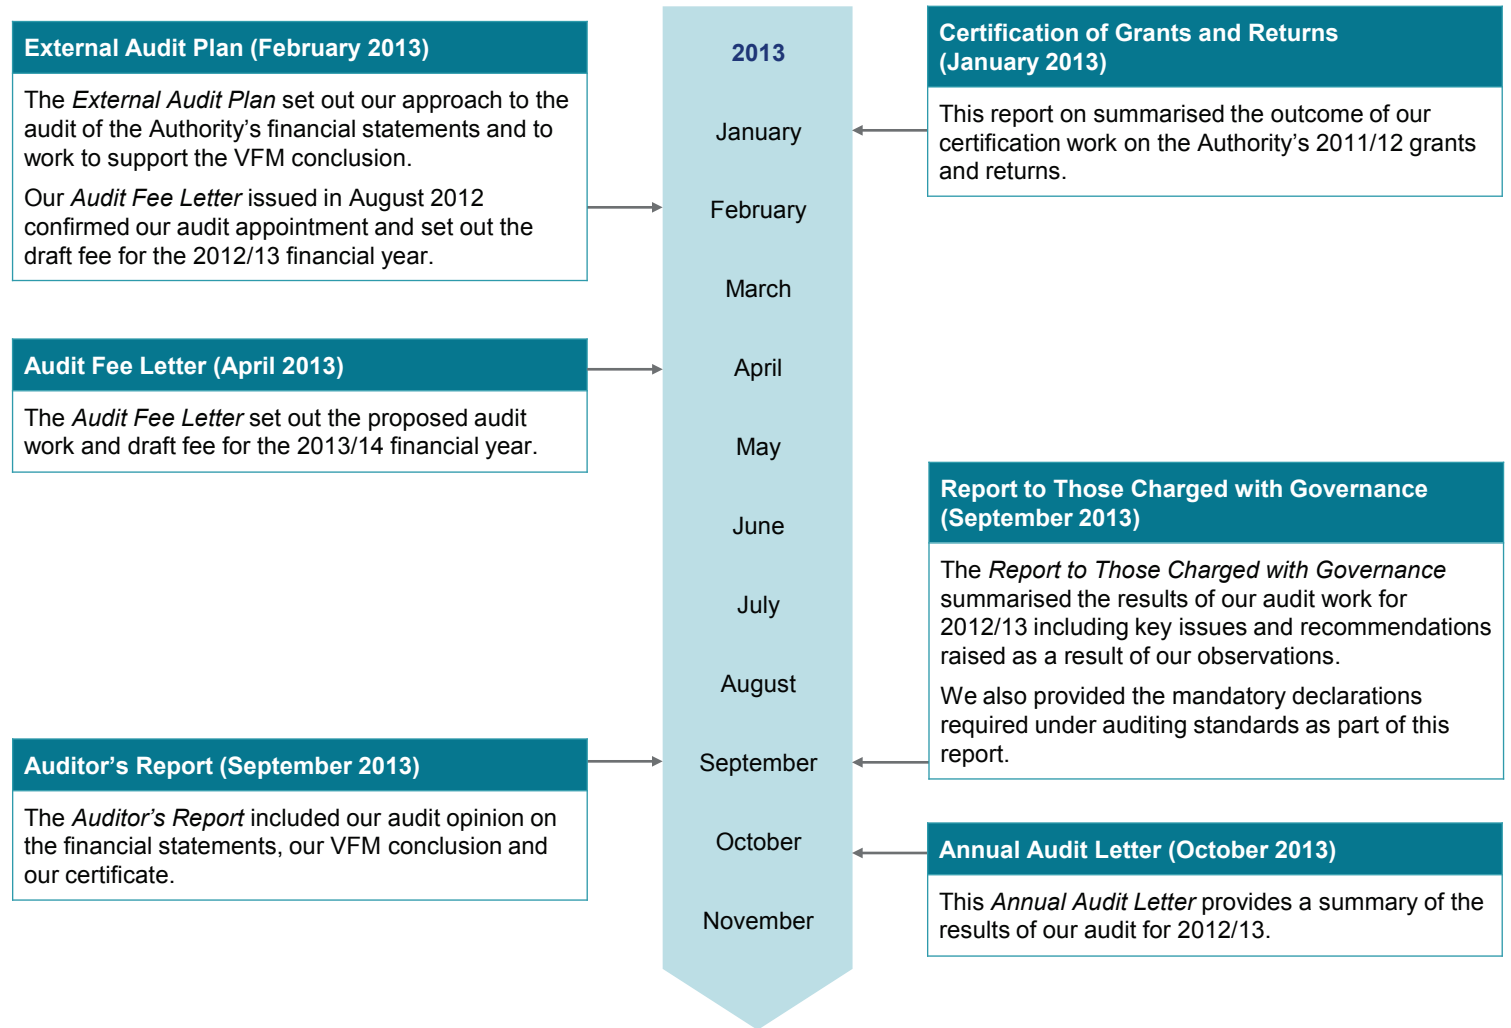 External Audit Plan (February 2013)
The External Audit Plan set out our approach to the
audit of the Authority's financial statements and to
work to support the VFM conclusion.
Our Audit Fee Letter issued in August 2012
confirmed our audit appointment and set out the
draft fee for the 2012/13 financial year.
Audit Fee Letter (April 2013)
The Audit Fee Letter set out the proposed audit
work and draft fee for the 2013/14 financial year.
Auditor's Report (September 2013)
The Auditor's Report included our audit opinion on
the financial statements, our VFM conclusion and
our certificate.
2013
January
February
March
April
May
June
July
August
September
October
November
Certification of Grants and Returns
(January 2013)
This report on summarised the outcome of our
certification work on the Authority's 2011/12 grants
and returns.
Report to Those Charged with Governance
(September 2013)
The Report to Those Charged with Governance
summarised the results of our audit work for
2012/13 including key issues and recommendations
raised as a result of our observations.
We also provided the mandatory declarations
required under auditing standards as part of this
report.
Annual Audit Letter (October 2013)
This Annual Audit Letter provides a summary of the
results of our audit for 2012/13.